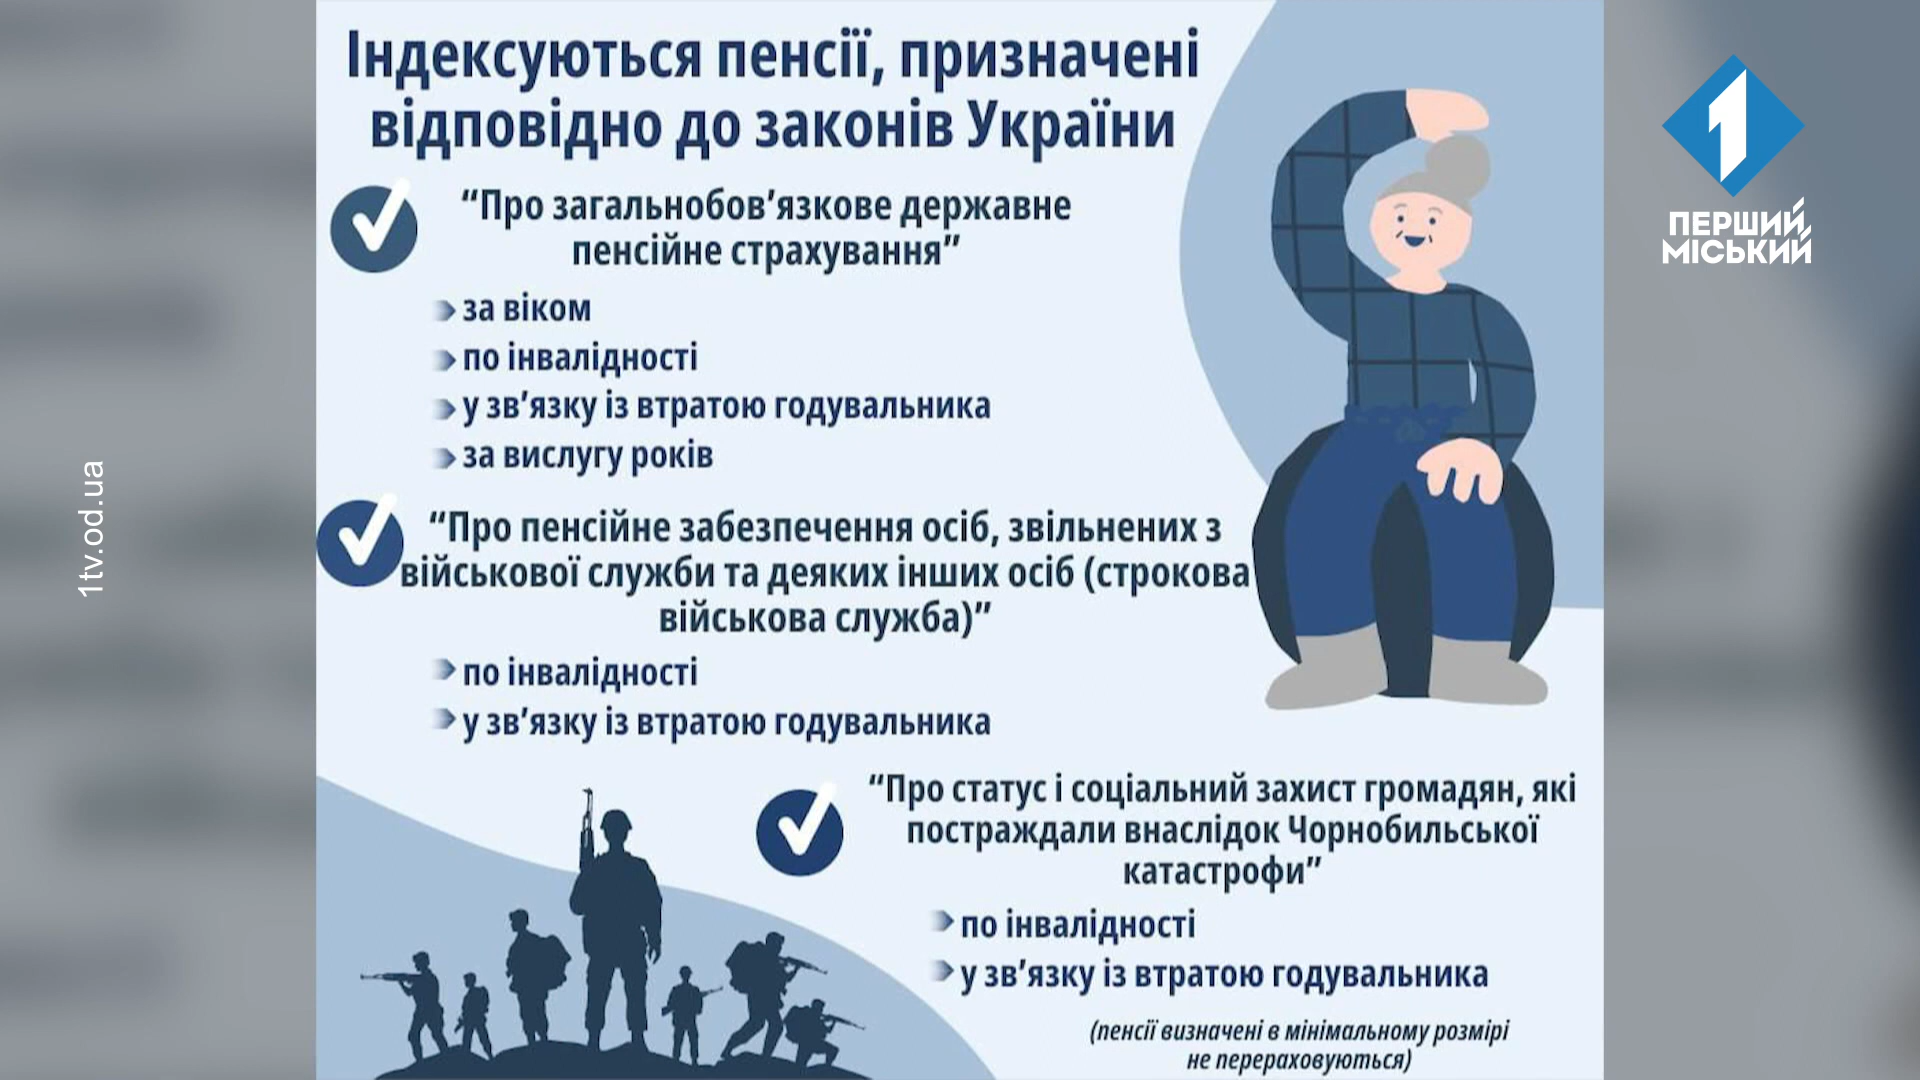 Індексуються пенсії, призначені
відповідно до законів України
“Про загальнобов’язкове державне
пенсійне страхування”
за віком
по інвалідності
у зв’язку із втратою годувальника
за вислугу років
“Про пенсійне забезпечення осіб, звільнених з
військової служби та деяких інших осіб (строкова
військова служба)”
по інвалідності
у зв’язку із втратою годувальника
“Про статус і соціальний захист громадян, які
постраждали внаслідок Чорнобильської
катастрофи”
по інвалідності
у зв’язку із втратою годувальника
(пенсії визначені в мінімальному розмірі
не перераховуються)
1
ПЕРШИЙ
МІСЬКИЙ
1tv.od.ua